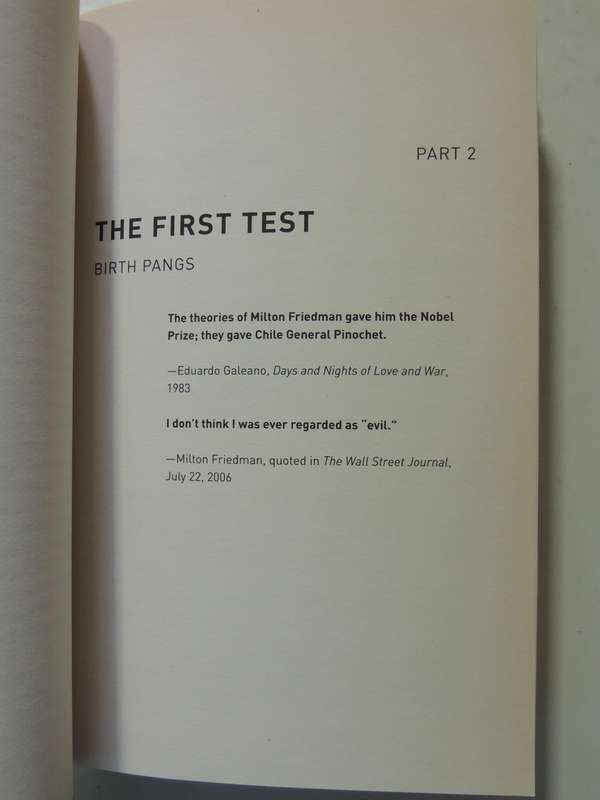 PART 2
THE FIRST TEST
BIRTH PANGS
The theories of Milton Friedman gave him the Nobel
Prize; they gave Chile General Pinochet.
—Eduardo Galeano, Days and Nights of Love and War,
1983
I don't think I was ever regarded as "evil."
—Milton Friedman, quoted in The Wall Street Journal,
July 22, 2006